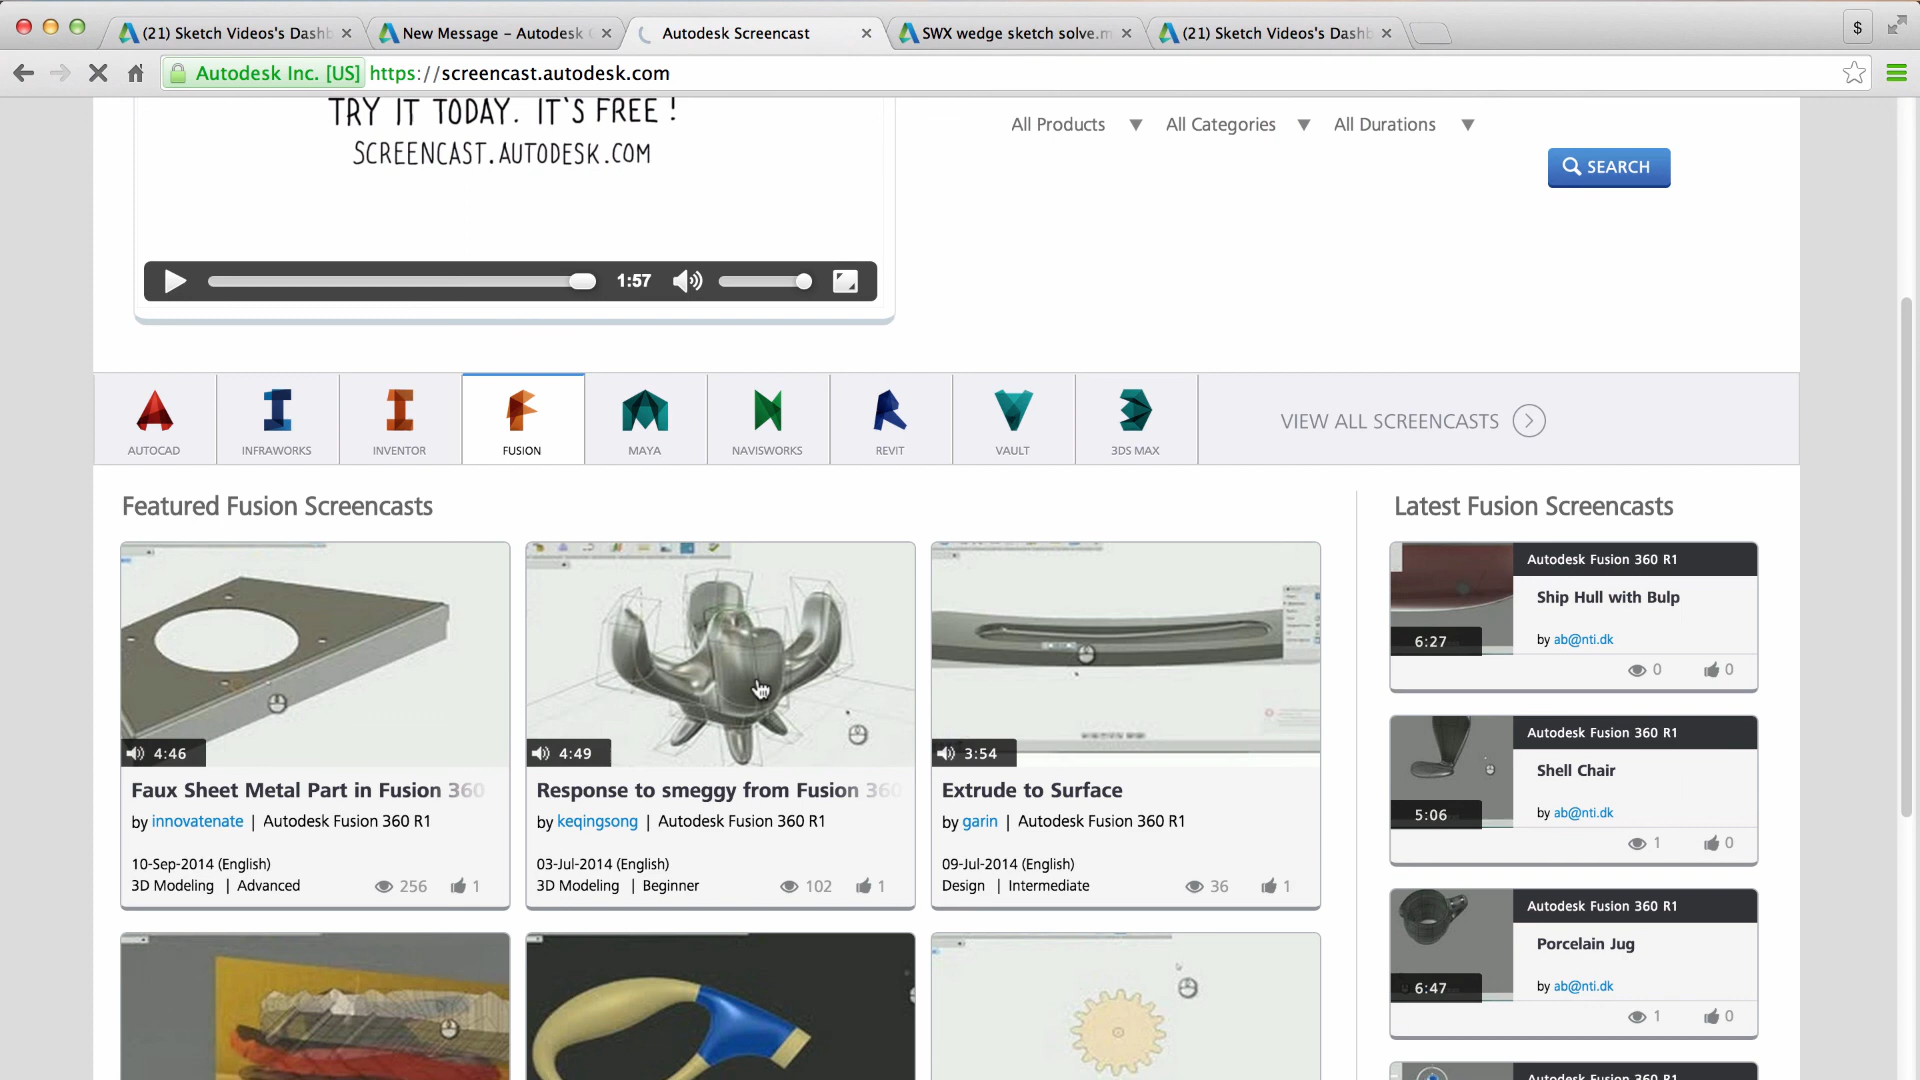 (21) Sketch Videos's Dashb
New Message – Autodesk
Autodesk Screencast
SWX wedge sketch solve.m
(21) Sketch Videos's Dashb
$
Autodesk Inc. [US]
https://screencast.autodesk.com
TRY IT TODAY. IT'S FREE !
SCREENCAST.AUTODESK.COM
All Products
All Categories
All Durations
SEARCH
1:57
AUTOCAD
INFRAWORKS
INVENTOR
FUSION
MAYA
NAVISWORKS
REVIT
VAULT
3DS MAX
VIEW ALL SCREENCASTS
Featured Fusion Screencasts
4:46
Faux Sheet Metal Part in Fusion 360
by innovatenate | Autodesk Fusion 360 R1
10-Sep-2014 (English)
3D Modeling | Advanced
256
1
4:49
Response to smeggy from Fusion 360
by keqingsong | Autodesk Fusion 360 R1
03-Jul-2014 (English)
3D Modeling | Beginner
102
1
3:54
Extrude to Surface
by garin | Autodesk Fusion 360 R1
09-Jul-2014 (English)
Design | Intermediate
36
1
Latest Fusion Screencasts
Autodesk Fusion 360 R1
Ship Hull with Bulp
6:27
by ab@nti.dk
0
0
Autodesk Fusion 360 R1
Shell Chair
5:06
by ab@nti.dk
1
0
Autodesk Fusion 360 R1
Porcelain Jug
6:47
by ab@nti.dk
1
0
Autodesk Fusion 360 R1